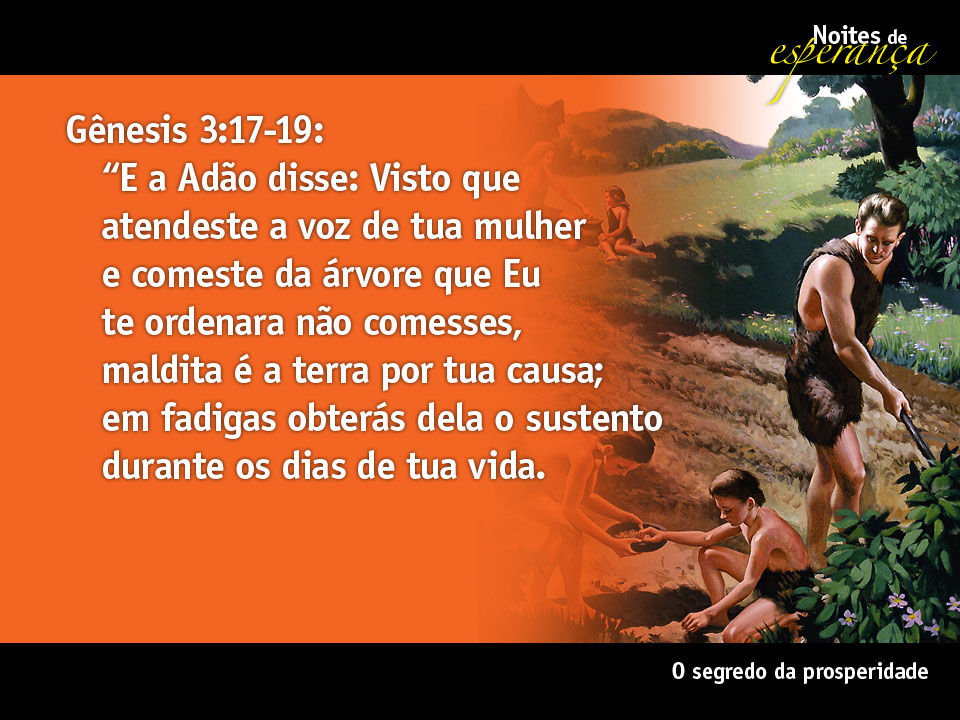 Noites de
esperança
Gênesis 3:17-19:
“E a Adão disse: Visto que
atendeste a voz de tua mulher
e comeste da árvore que Eu
te ordenara não comesses,
maldita é a terra por tua causa;
em fadigas obterás dela o sustento
durante os dias de tua vida.
O segredo da prosperidade